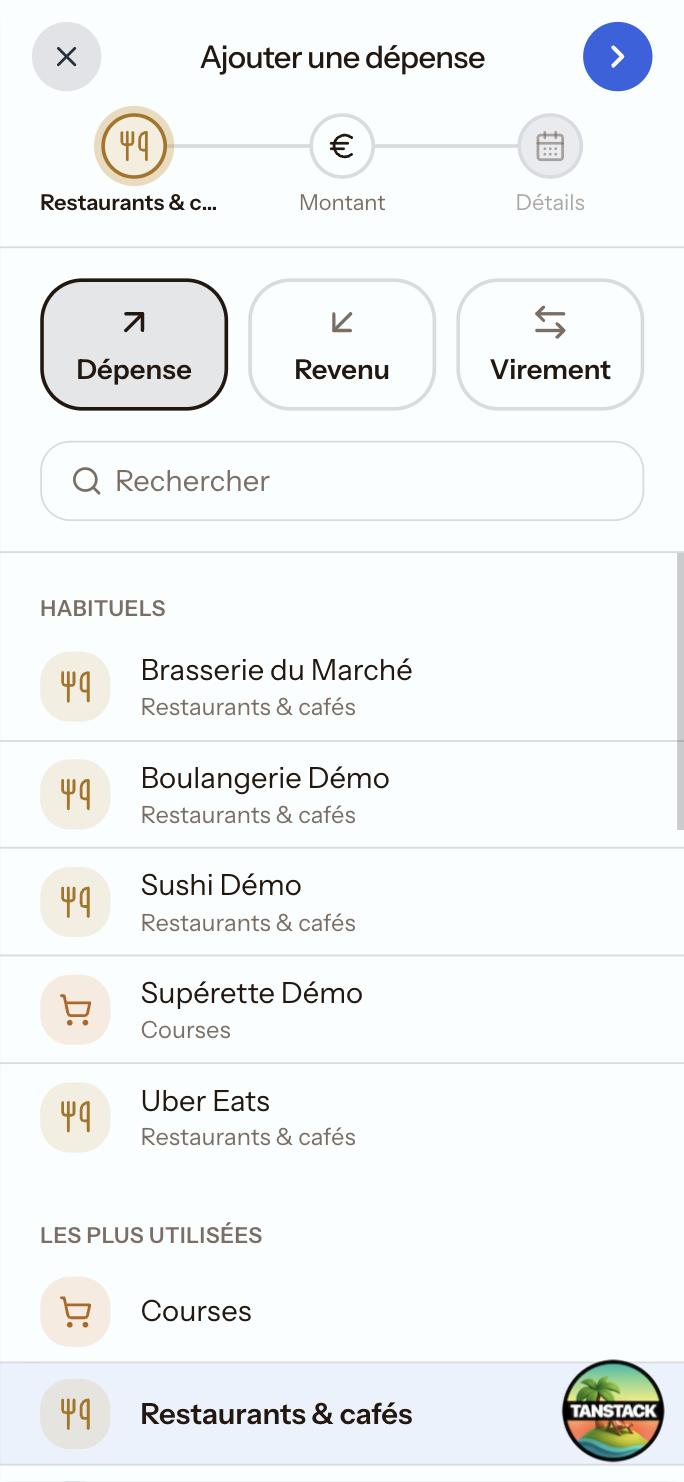 Ajouter une dépense
€
Restaurants & c...
Montant
Détails
Dépense
Revenu
Virement
Rechercher
HABITUELS
Brasserie du Marché
Restaurants & cafés
Boulangerie Démo
Restaurants & cafés
Sushi Démo
Restaurants & cafés
Supérette Démo
Courses
Uber Eats
Restaurants & cafés
LES PLUS UTILISÉES
Courses
Restaurants & cafés
TANSTACK